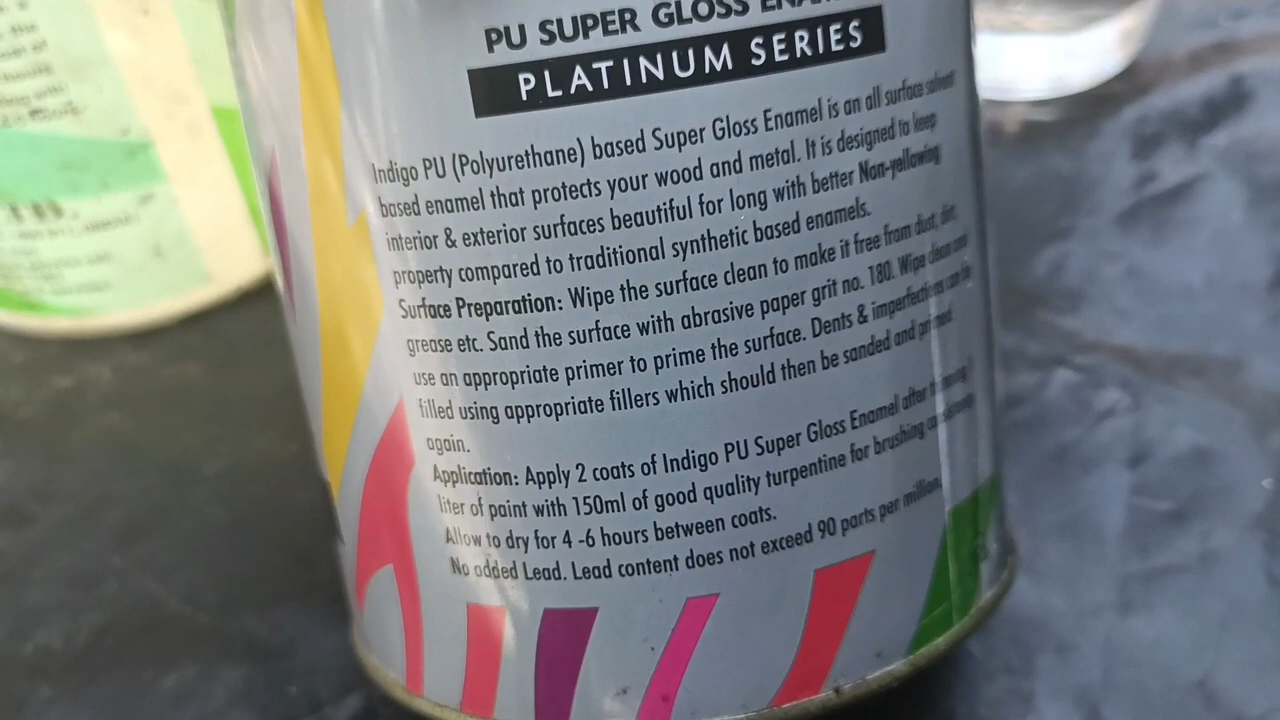 PU SUPER GLOSS
PLATINUM SERIES
Indigo PU (Polyurethane) based Super Gloss Enamel is an all surface solvent
based enamel that protects your wood and metal. It is designed to keep
interior & exterior surfaces beautiful for long with better Non-yellowing
property compared to traditional synthetic based enamels.
Surface Preparation: Wipe the surface clean to make it free from dust, dirt,
grease etc. Sand the surface with abrasive paper grit no. 180. Wipe clean and
use an appropriate primer to prime the surface. Dents & imperfections can be
filled using appropriate fillers which should then be sanded and primed
again.
Application: Apply 2 coats of Indigo PU Super Gloss Enamel after
liter of paint with 150ml of good quality turpentine for brushing
Allow to dry for 4 -6 hours between coats.
No added Lead. Lead content does not exceed 90 parts per million.